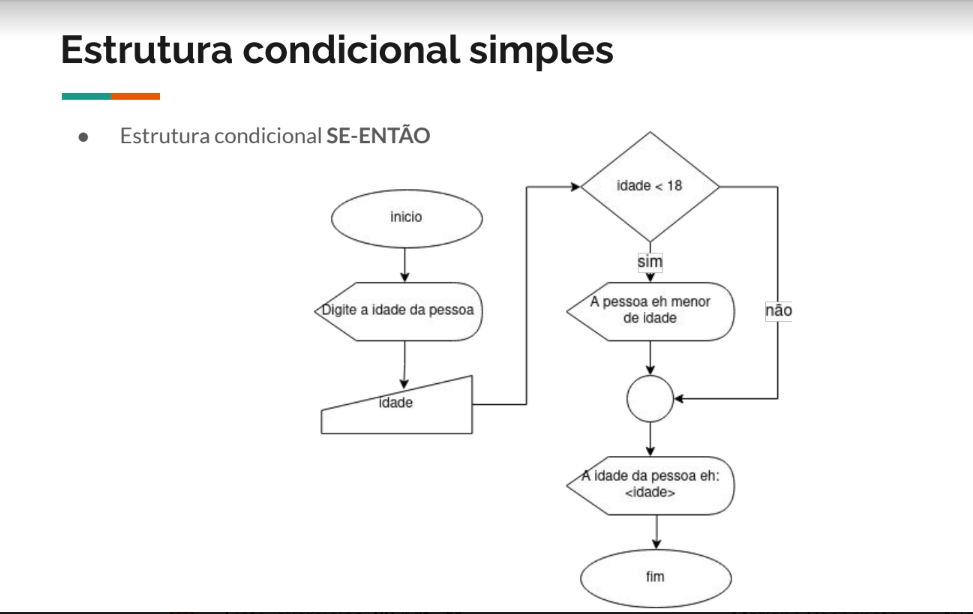 Estrutura condicional simples
● Estrutura condicional SE-ENTÃO
inicio
Digite a idade da pessoa
idade
idade < 18
sim
A pessoa eh menor
de idade
não
A idade da pessoa eh:
<idade>
fim